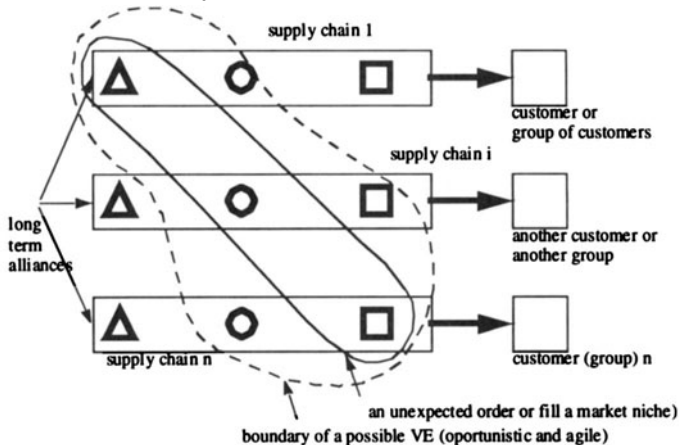 supply chain 1
customer or
group of customers
supply chain i
long
term
alliances
another customer or
another group
supply chain n
customer (group) n
an unexpected order or fill a market niche)
boundary of a possible VE (oportunistic and agile)